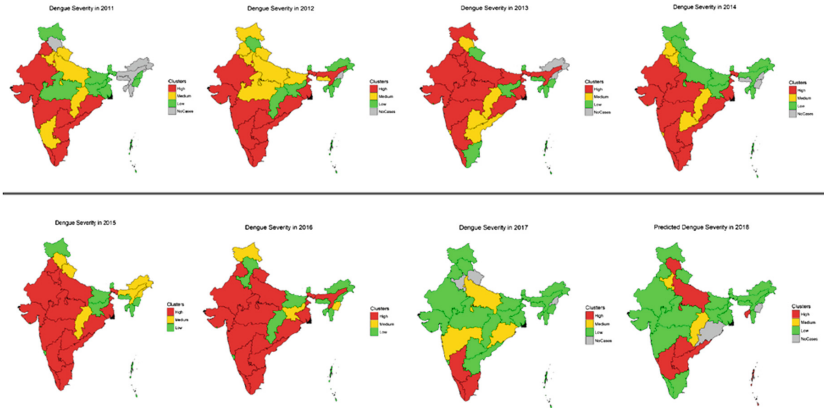 Dengue Severity in 2011
Dengue Severity in 2012
Dengue Severity in 2013
Dengue Severity in 2014
Clusters
High
Medium
Low
NoCases
Clusters
High
Medium
Low
NoCases
Clusters
High
Medium
Low
NoCases
Clusters
High
Medium
Low
NoCases
Dengue Severity in 2015
Dengue Severity in 2016
Dengue Severity in 2017
Predicted Dengue Severity in 2018
Clusters
High
Medium
Low
Clusters
High
Medium
Low
Clusters
High
Medium
Low
NoCases
Clusters
High
Medium
Low
NoCases